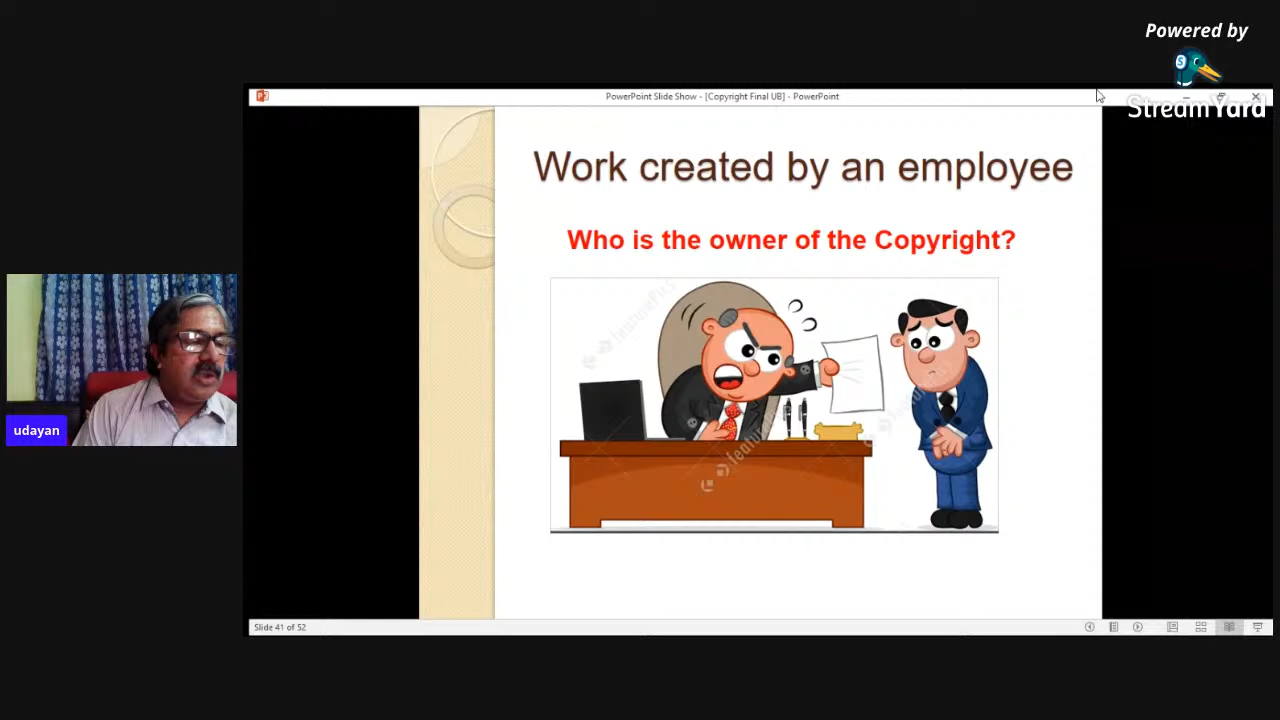 Powered by
StreamYard
PowerPoint Slide Show - [Copyright Final UB] - PowerPoint
Work created by an employee
Who is the owner of the Copyright?
featurePics
udayan
Slide 41 of 52